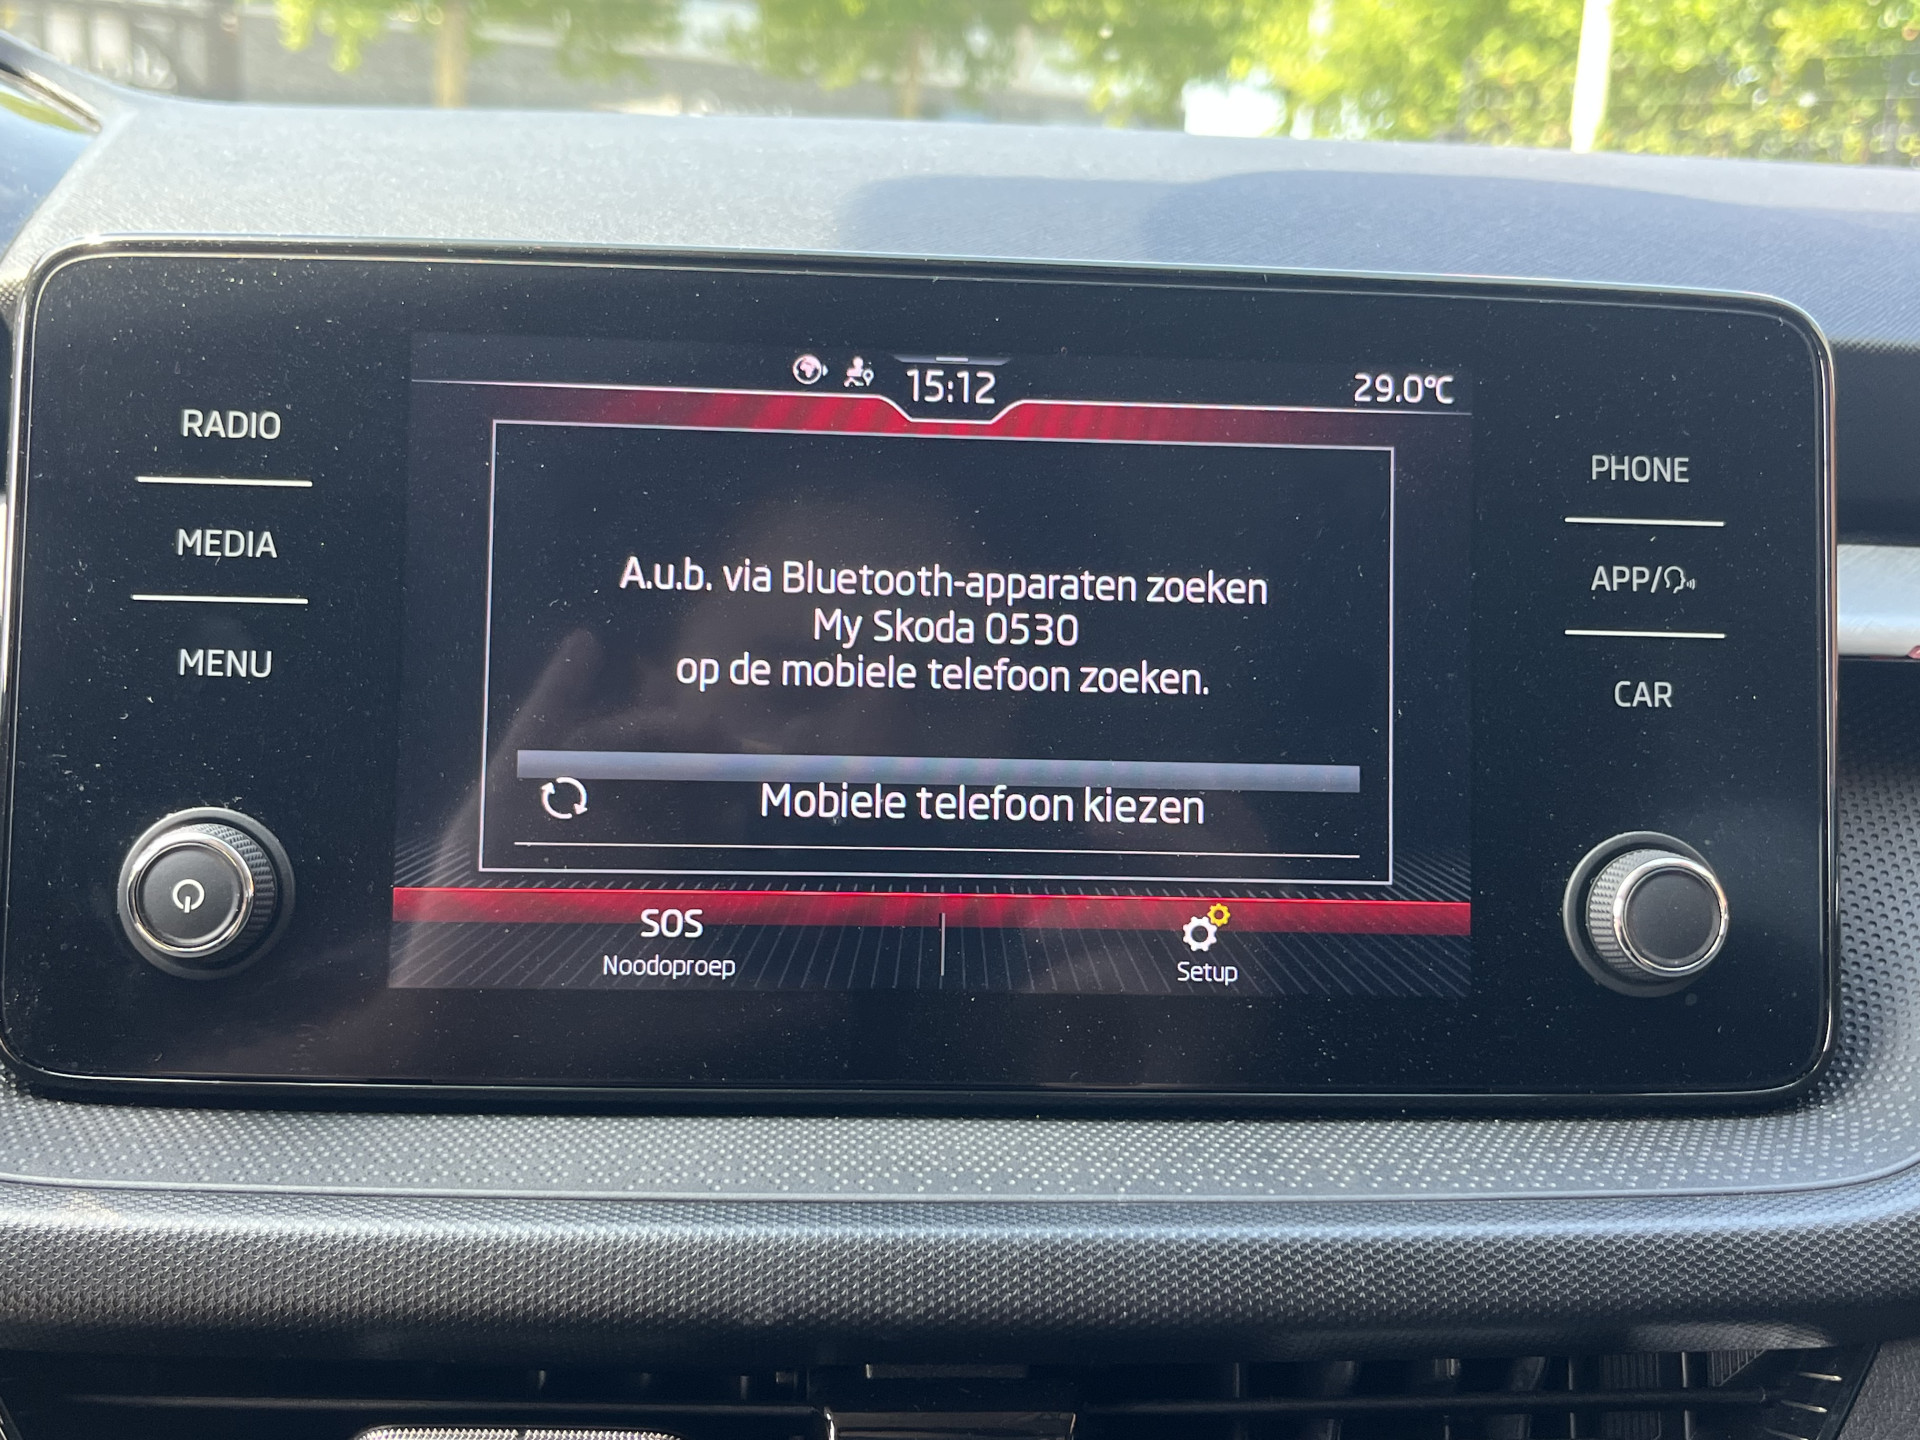 15:12
29.0°C
RADIO
MEDIA
MENU
PHONE
APP/
CAR
A.u.b. via Bluetooth-apparaten zoeken
My Skoda 0530
op de mobiele telefoon zoeken.
Mobiele telefoon kiezen
SOS
Noodoproep
Setup